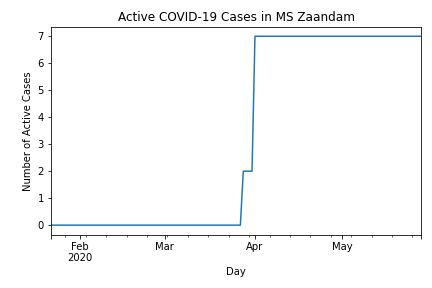 Active COVID-19 Cases in MS Zaandam
Number of Active Cases
7
6
5
4
3
2
1
0
Feb
2020
Mar
Apr
May
Day